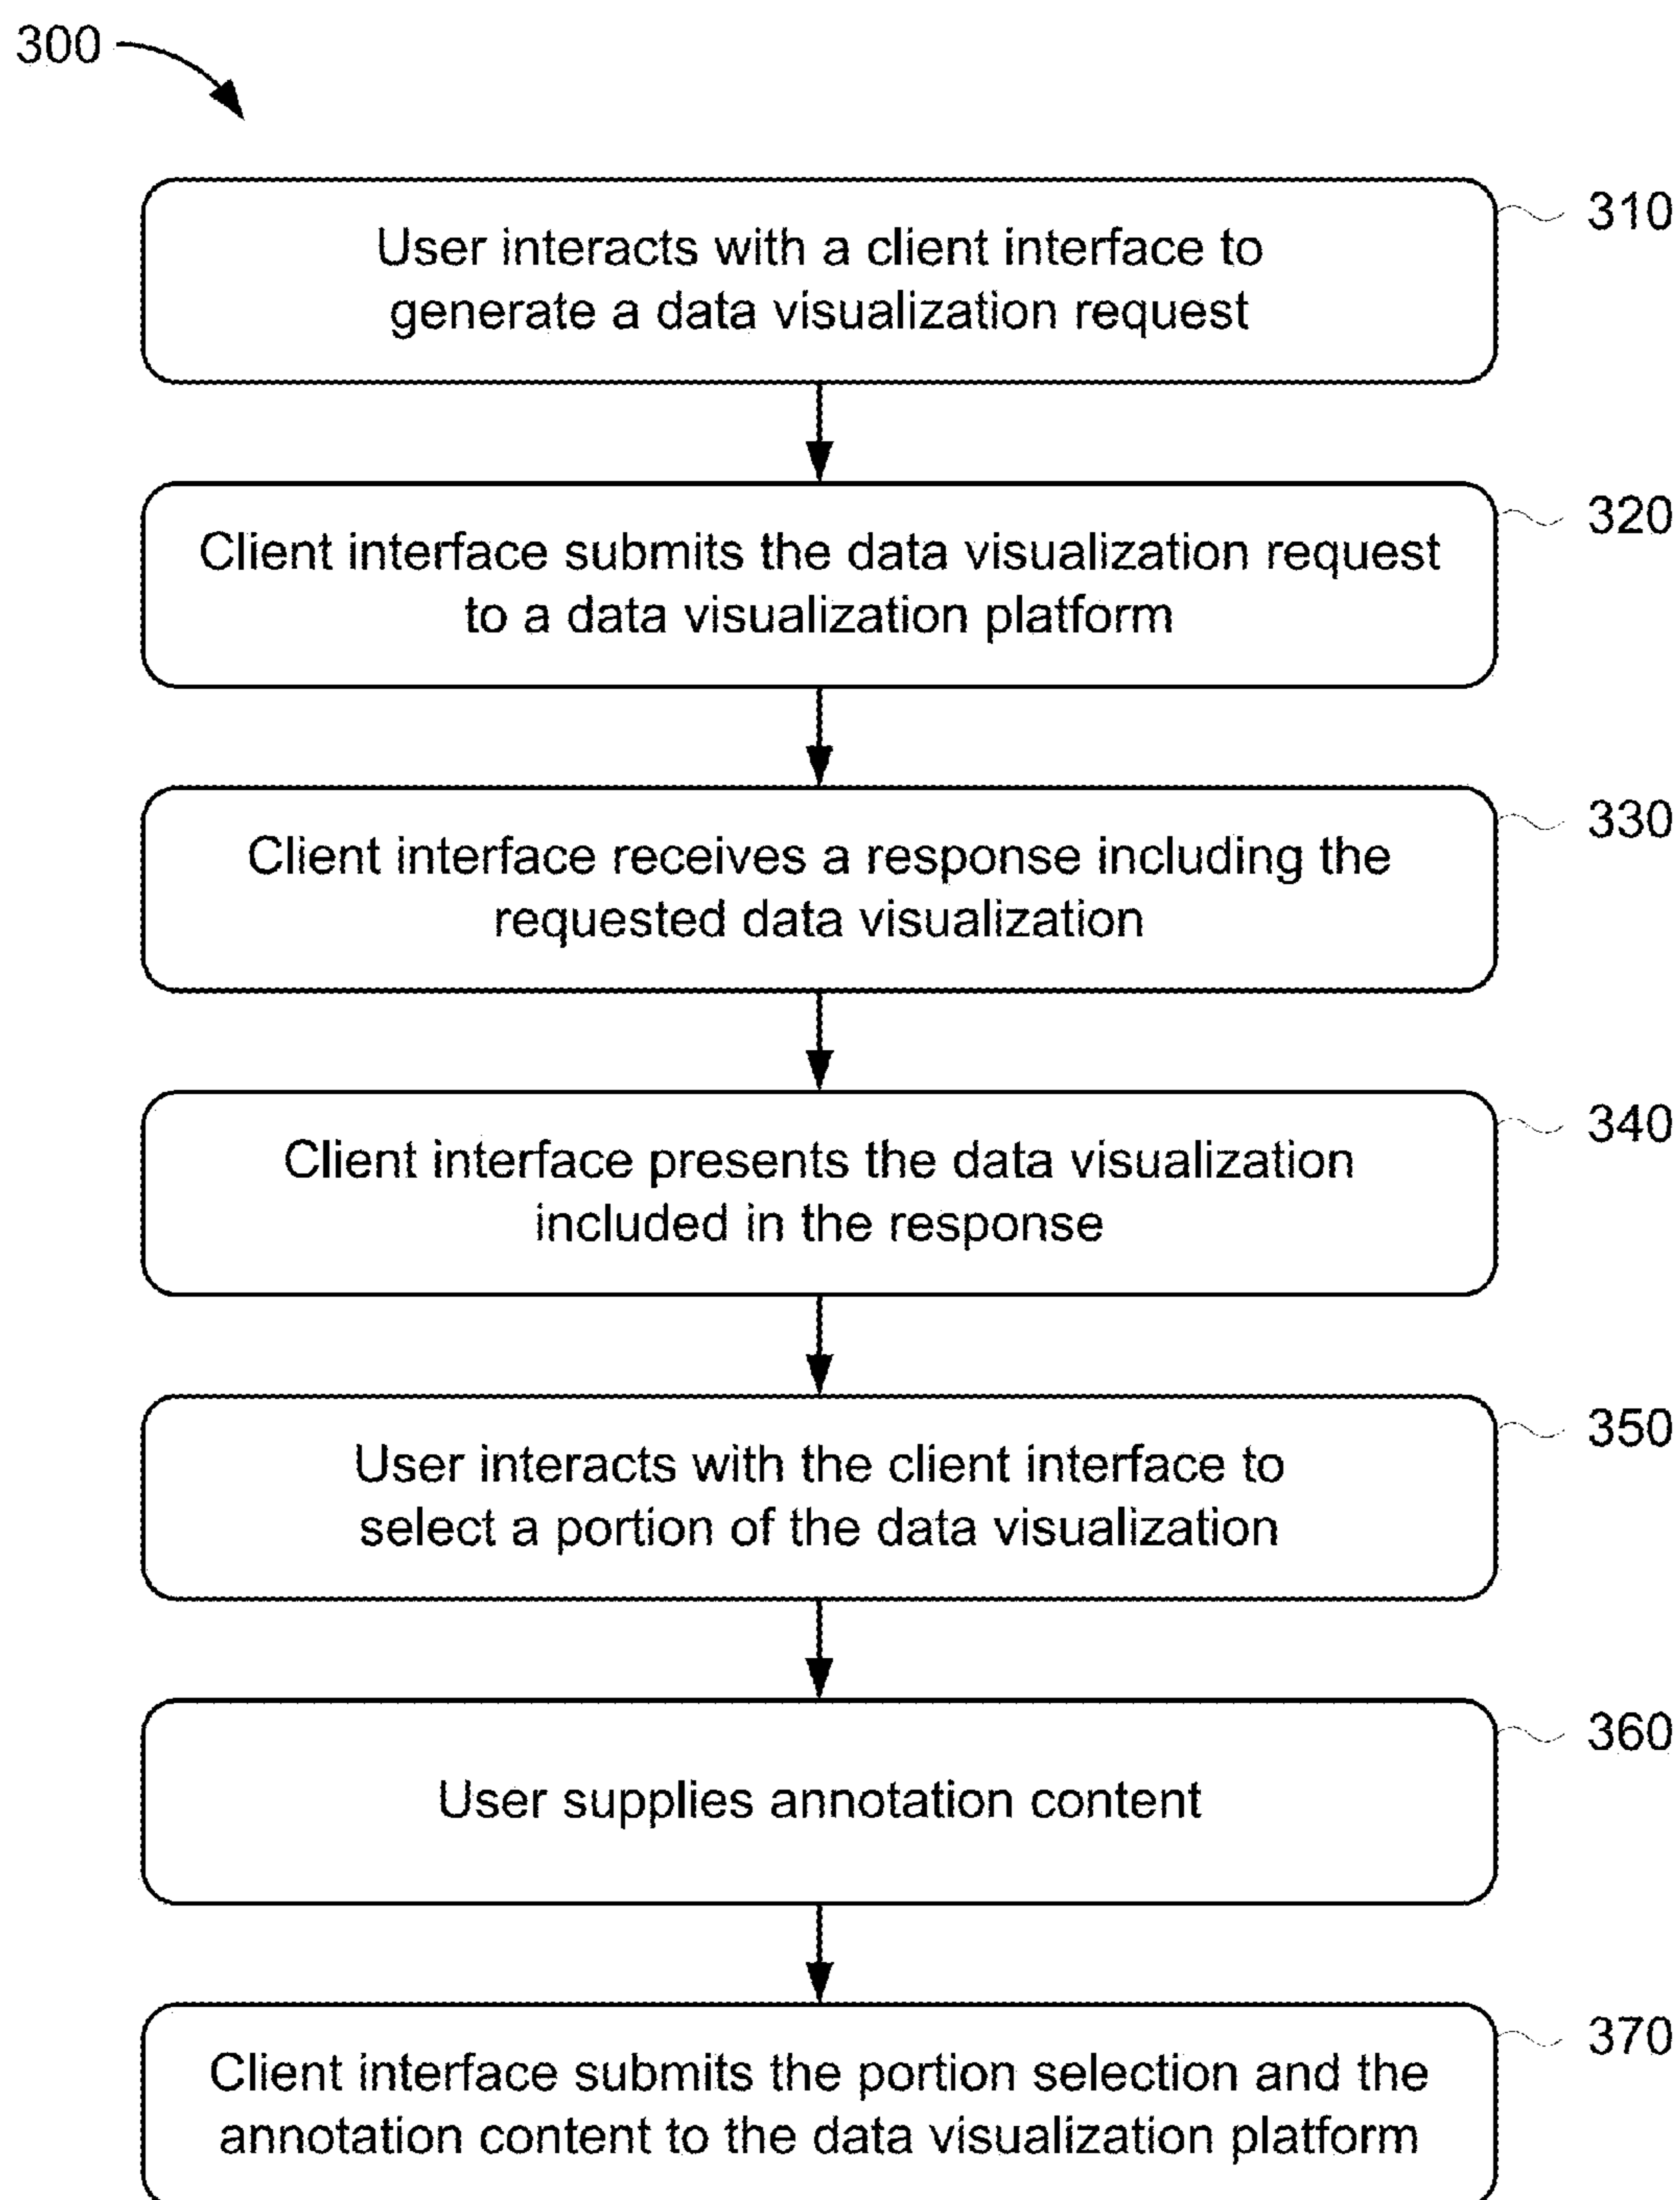 300
310
User interacts with a client interface to
generate a data visualization request
320
Client interface submits the data visualization request
to a data visualization platform
330
Client interface receives a response including the
requested data visualization
340
Client interface presents the data visualization
included in the response
350
User interacts with the client interface to
select a portion of the data visualization
360
User supplies annotation content
370
Client interface submits the portion selection and the
annotation content to the data visualization platform